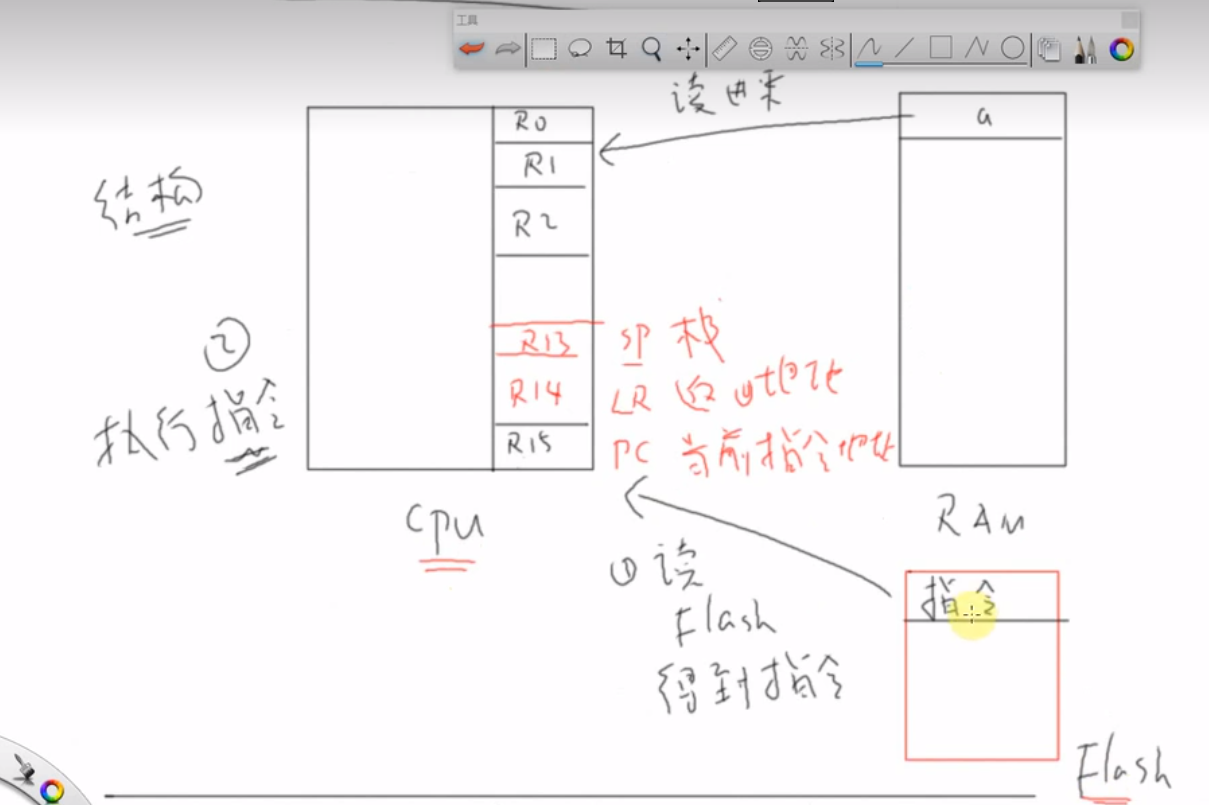 工具
读进来
R0
a
R1
结构
R2
R13 SP 栈
②
R14 LR 返回地址
执行指令
R15 PC 当前指令地址
CPU
RAM
① 读
Flash
得到指令
指令
Flash